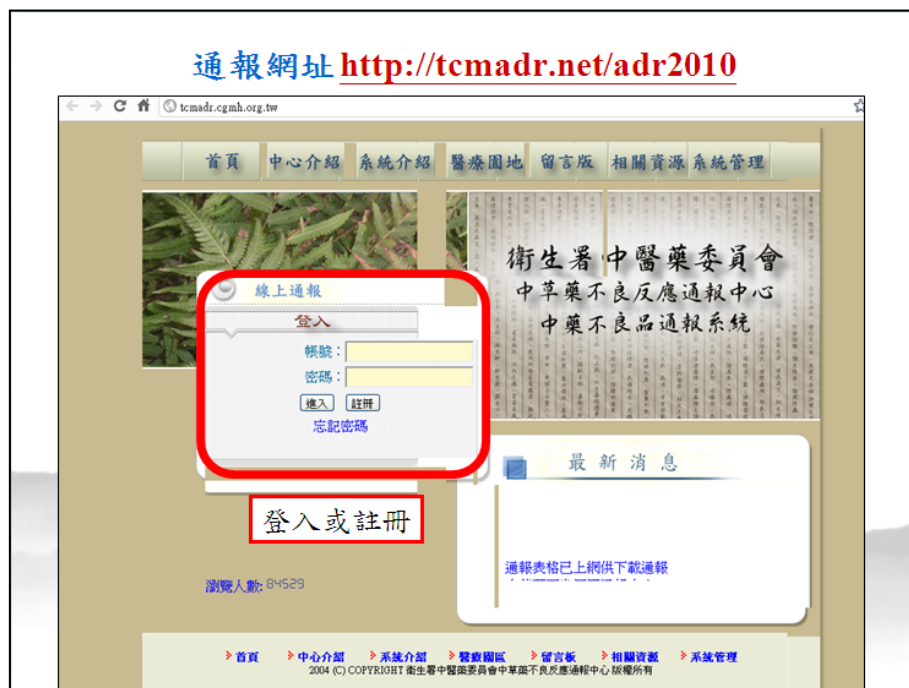 通報網址 http://tcmadr.net/adr2010
tcmadr.cgmh.org.tw
首頁 中心介紹 系統介紹 醫療園地 留言版 相關資源 系統管理
衛生署中醫藥委員會
中草藥不良反應通報中心
中藥不良品通報系統
線上通報
登入
帳號：
密碼：
進入 註冊
忘記密碼
登入或註冊
最新消息
通報表格已上網供下載通報
瀏覽人數: 84529
首頁 中心介紹 系統介紹 醫療園區 留言板 相關資源 系統管理
2004 (C) COPYRIGHT 衛生署中醫藥委員會中草藥不良反應通報中心 版權所有